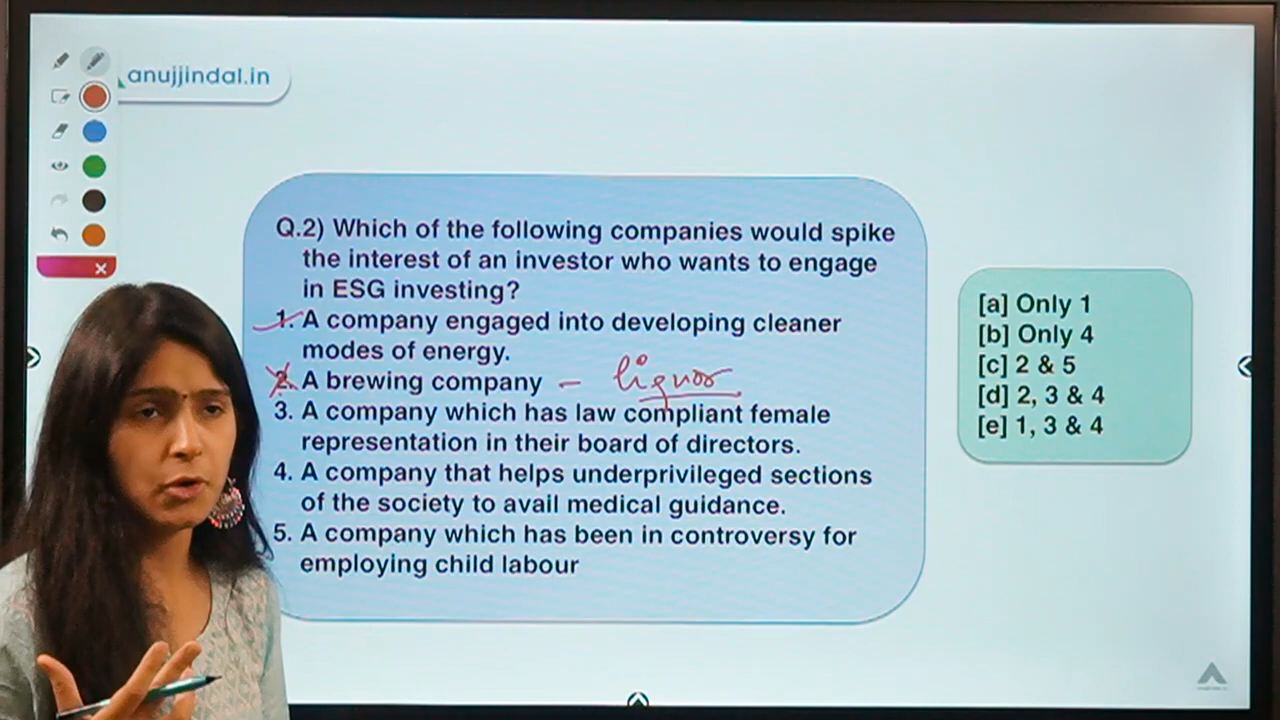 anujjindal.in
Q.2) Which of the following companies would spike
the interest of an investor who wants to engage
in ESG investing?
1. A company engaged into developing cleaner
modes of energy.
2. A brewing company – liquor
3. A company which has law compliant female
representation in their board of directors.
4. A company that helps underprivileged sections
of the society to avail medical guidance.
5. A company which has been in controversy for
employing child labour
[a] Only 1
[b] Only 4
[c] 2 & 5
[d] 2, 3 & 4
[e] 1, 3 & 4